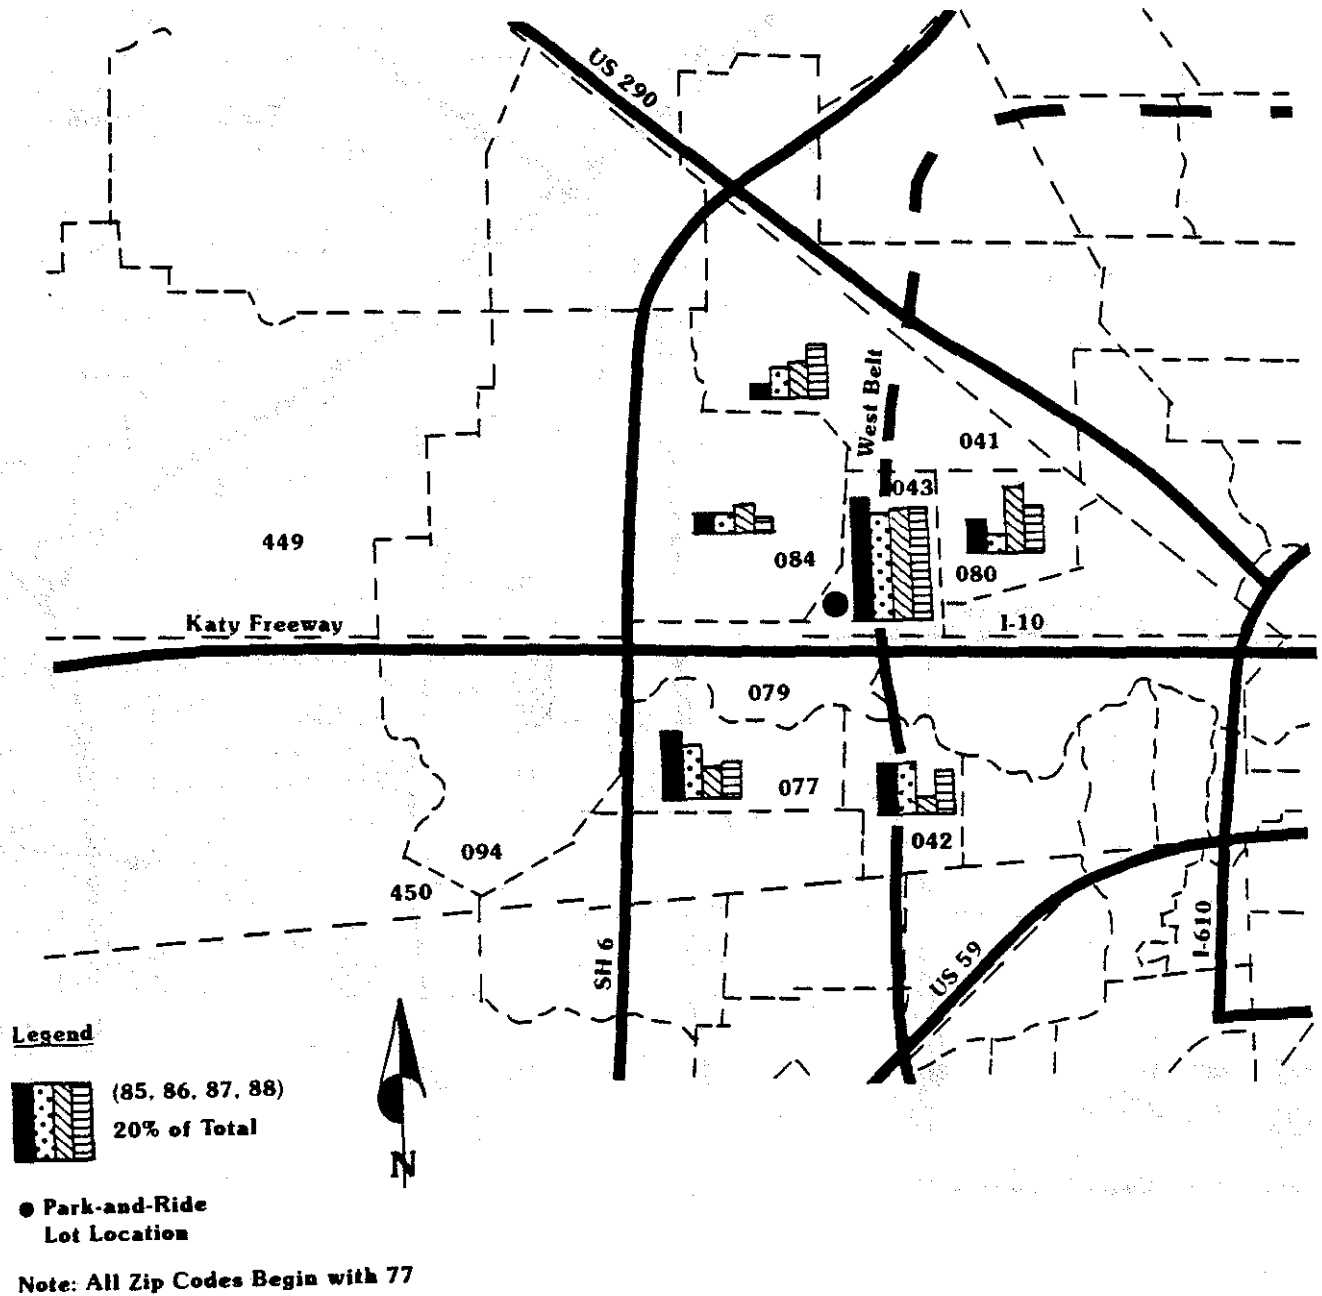 US 290
West Belt
041
043
449
084
080
Katy Freeway
I-10
079
077
042
094
450
SH 6
US 59
I-610
Legend
(85, 86, 87, 88)
20% of Total
N
Park-and-Ride
Lot Location
Note: All Zip Codes Begin with 77